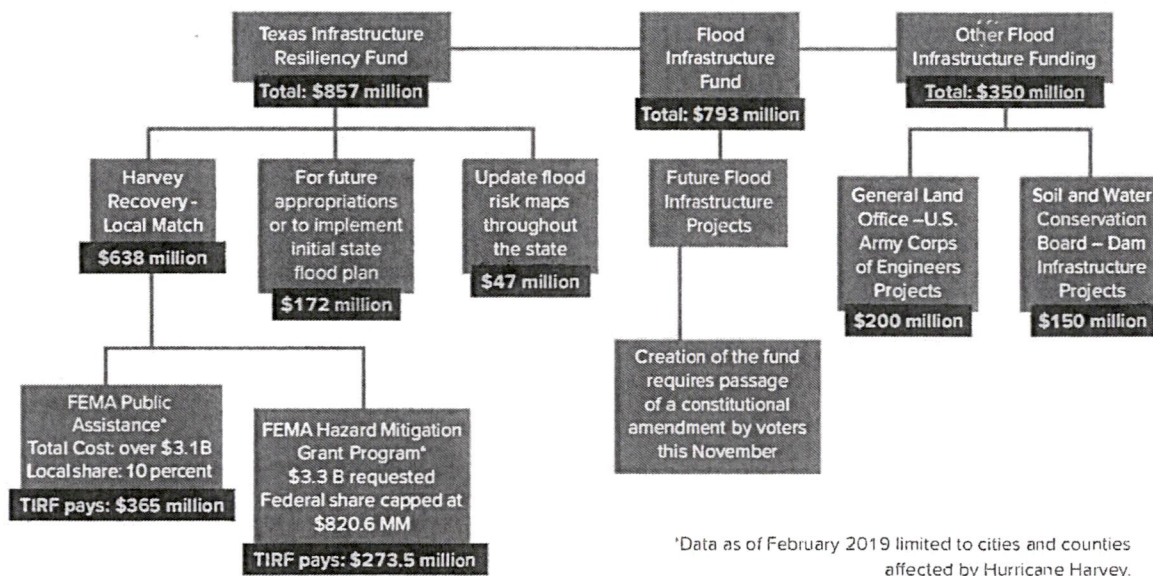 Texas Infrastructure
Resiliency Fund
Total: $857 million
Flood
Infrastructure
Fund
Total: $793 million
Other Flood
Infrastructure Funding
Total: $350 million
Harvey
Recovery -
Local Match
$638 million
For future
appropriations
or to implement
initial state
flood plan
$172 million
Update flood
risk maps
throughout
the state
$47 million
Future Flood
Infrastructure
Projects
General Land
Office –U.S.
Army Corps
of Engineers
Projects
$200 million
Soil and Water
Conservation
Board – Dam
Infrastructure
Projects
$150 million
FEMA Public
Assistance*
Total Cost: over $3.1B
Local share: 10 percent
TIRF pays: $365 million
FEMA Hazard Mitigation
Grant Program*
$3.3 B requested
Federal share capped at
$820.6 MM
TIRF pays: $273.5 million
Creation of the fund
requires passage
of a constitutional
amendment by voters
this November
*Data as of February 2019 limited to cities and counties
affected by Hurricane Harvey.